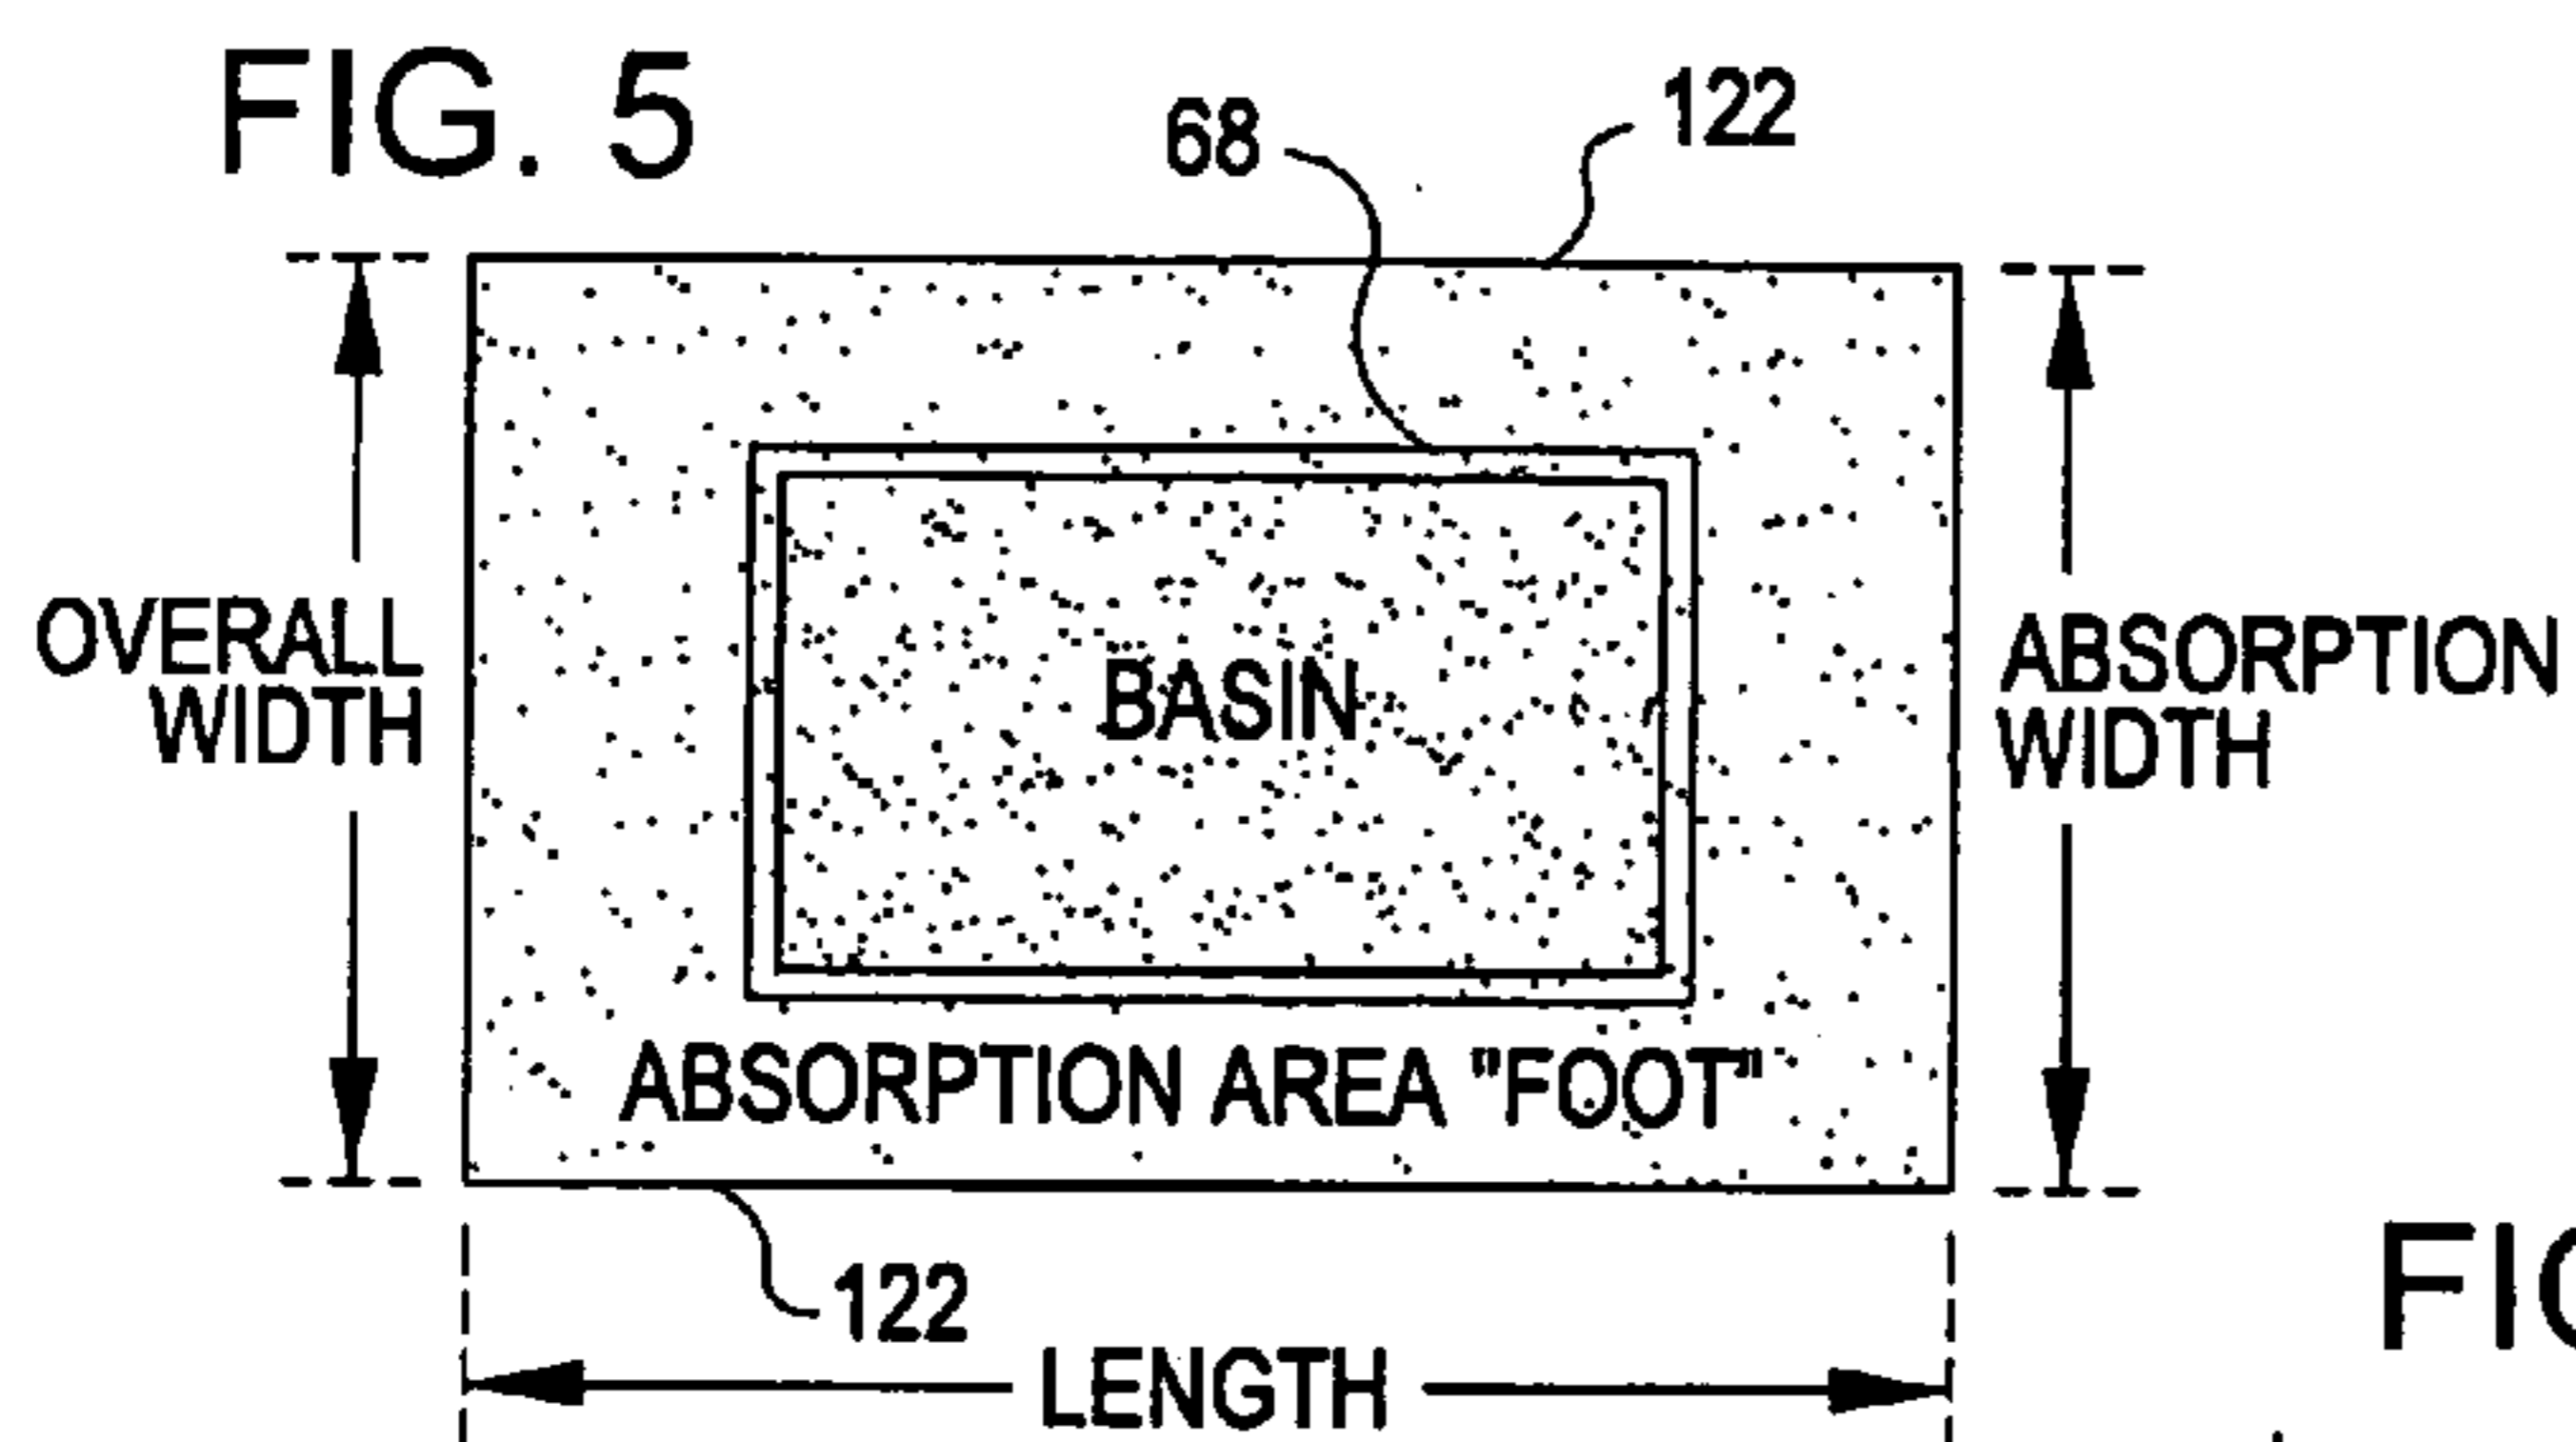 FIG. 5
68
122
OVERALL
WIDTH
ABSORPTION
WIDTH
BASIN
ABSORPTION AREA "FOOT"
122
LENGTH